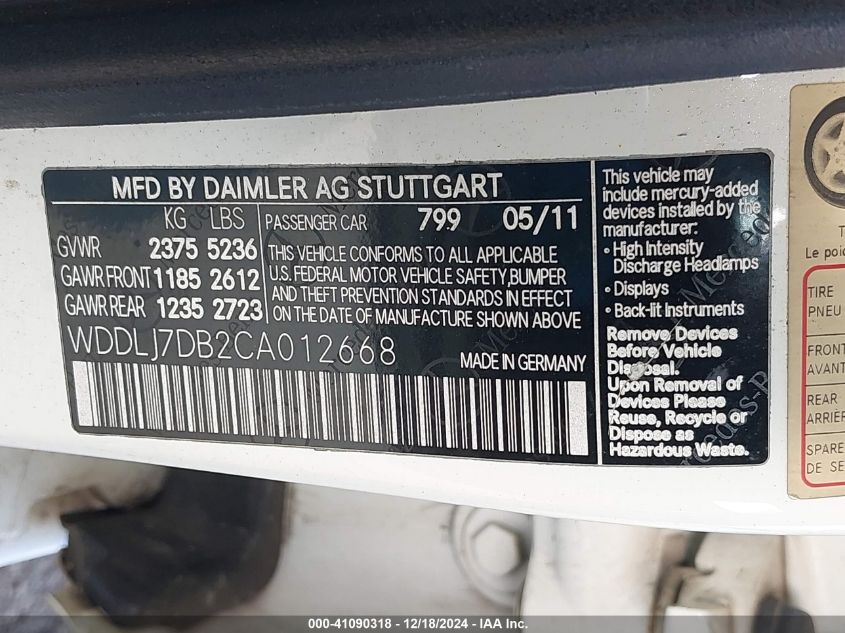 MFD BY DAIMLER AG STUTTGART
KG LBS PASSENGER CAR 799 05/11
GVWR 2375 5236
GAWR FRONT 1185 2612
GAWR REAR 1235 2723
THIS VEHICLE CONFORMS TO ALL APPLICABLE
U.S. FEDERAL MOTOR VEHICLE SAFETY,BUMPER
AND THEFT PREVENTION STANDARDS IN EFFECT
ON THE DATE OF MANUFACTURE SHOWN ABOVE
WDDLJ7DB2CA012668 MADE IN GERMANY
This vehicle may
include mercury-added
devices installed by the
manufacturer:
• High Intensity
Discharge Headlamps
• Displays
• Back-lit Instruments
Remove Devices
Before Vehicle
Disposal.
Upon Removal of
Devices Please
Reuse, Recycle or
Dispose as
Hazardous Waste.
Le poi
TIRE
PNEU
FRONT
AVANT
REAR
ARRIÈR
SPARE
DE SE
000-41090318 - 12/18/2024 - IAA Inc.